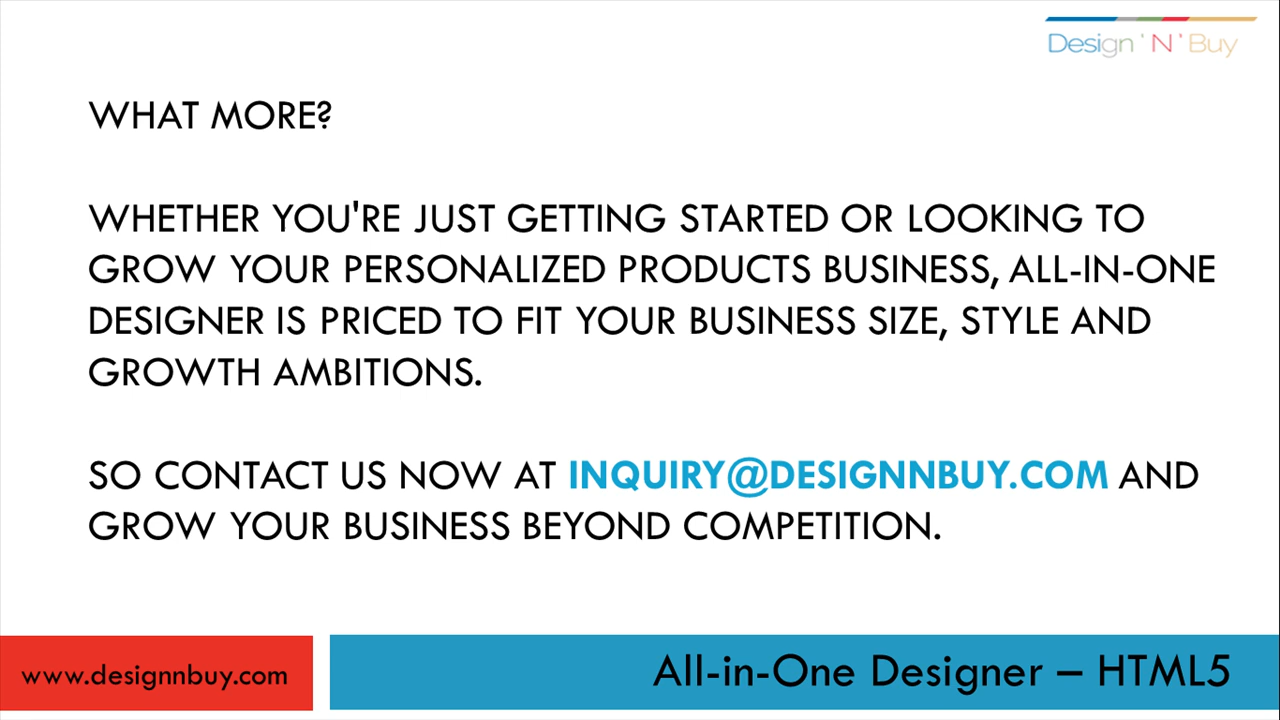 Design 'N' Buy
WHAT MORE?
WHETHER YOU'RE JUST GETTING STARTED OR LOOKING TO
GROW YOUR PERSONALIZED PRODUCTS BUSINESS, ALL-IN-ONE
DESIGNER IS PRICED TO FIT YOUR BUSINESS SIZE, STYLE AND
GROWTH AMBITIONS.
SO CONTACT US NOW AT INQUIRY@DESIGNNBUY.COM AND
GROW YOUR BUSINESS BEYOND COMPETITION.
www.designnbuy.com
All-in-One Designer – HTML5